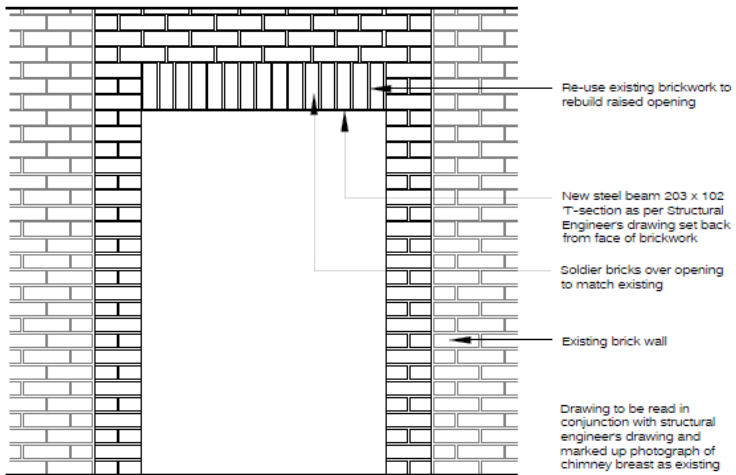 Re-use existing brickwork to
rebuild raised opening
New steel beam 203 x 102
'T'-section as per Structural
Engineer's drawing set back
from face of brickwork
Soldier bricks over opening
to match existing
Existing brick wall
Drawing to be read in
conjunction with structural
engineer's drawing and
marked up photograph of
chimney breast as existing